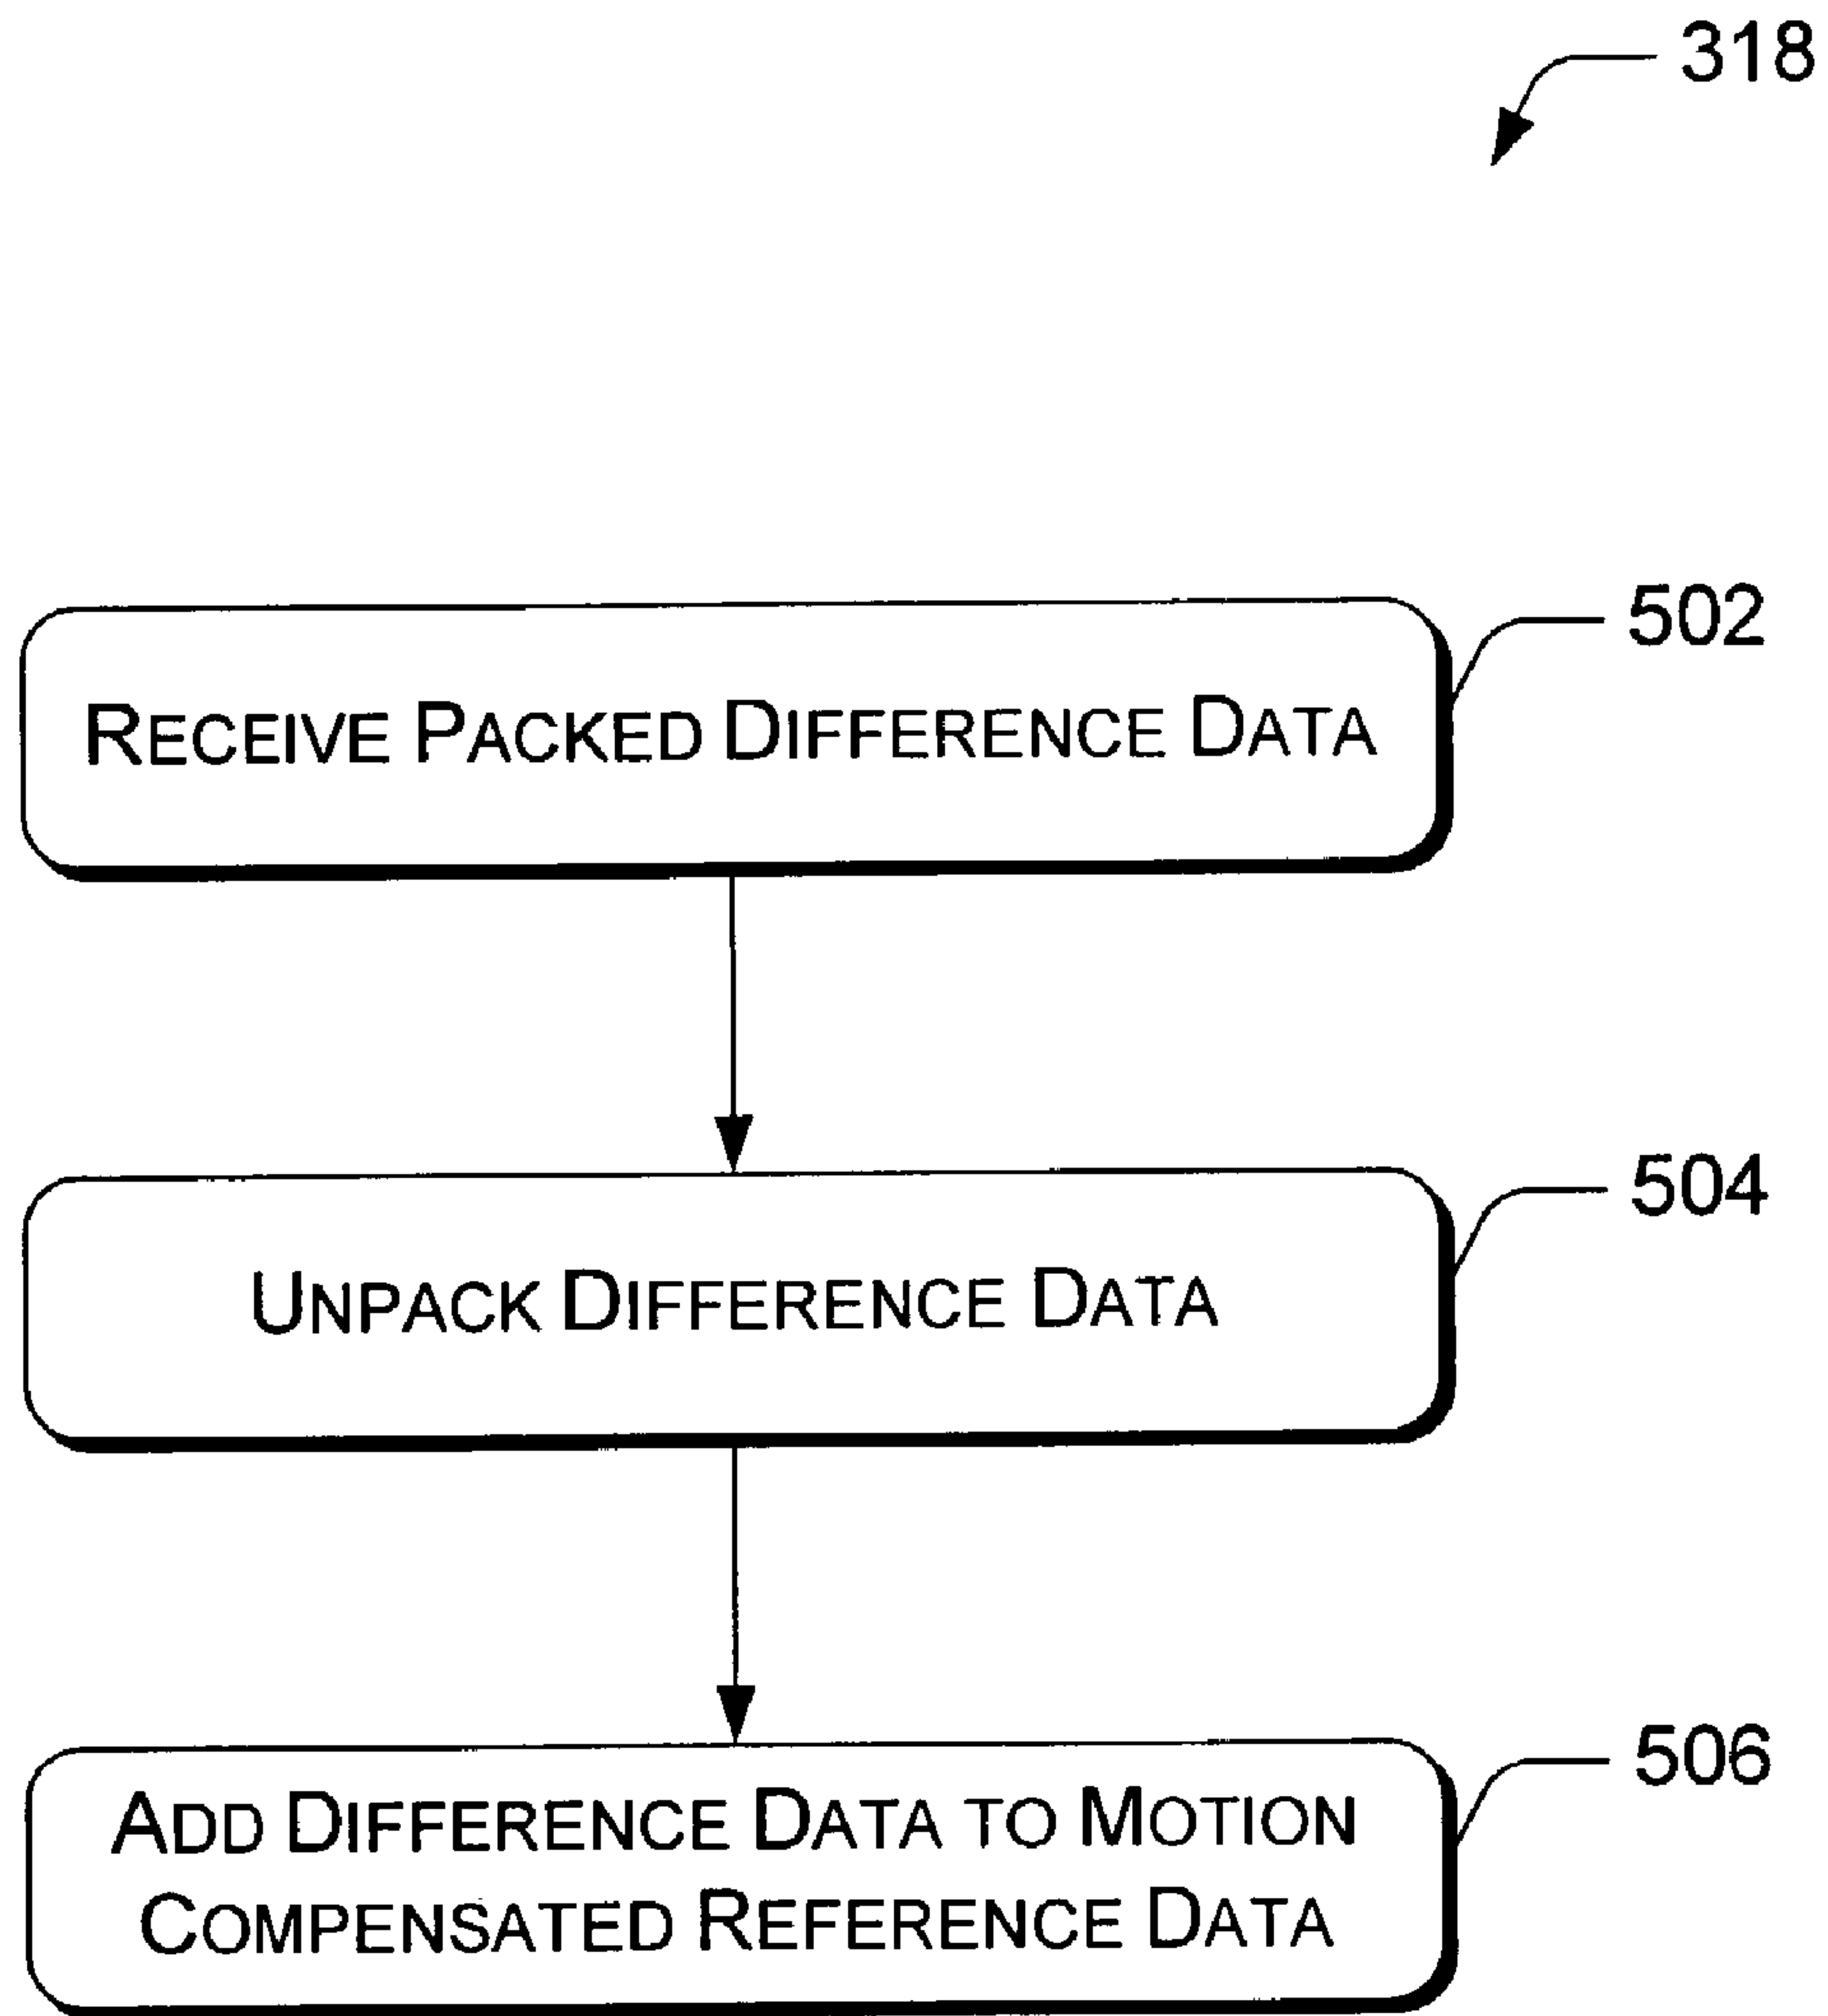 318
502
RECEIVE PACKED DIFFERENCE DATA
504
UNPACK DIFFERENCE DATA
506
ADD DIFFERENCE DATA TO MOTION
COMPENSATED REFERENCE DATA